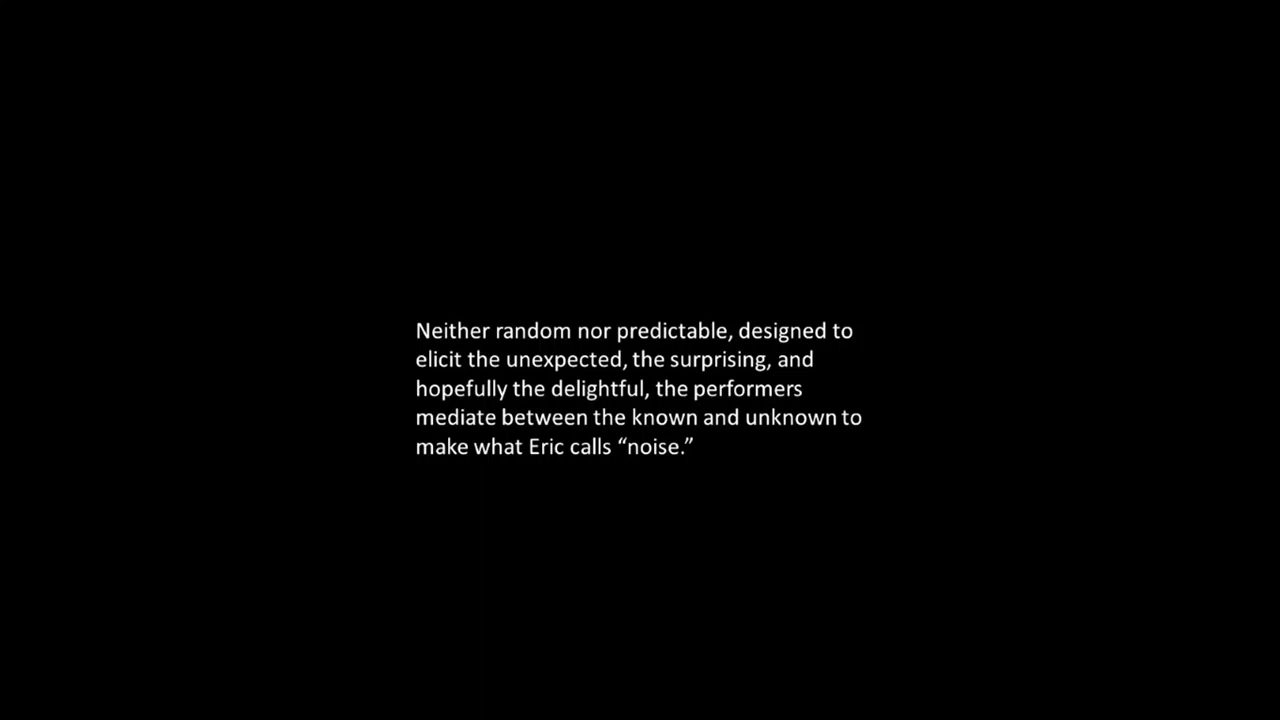 Neither random nor predictable, designed to
elicit the unexpected, the surprising, and
hopefully the delightful, the performers
mediate between the known and unknown to
make what Eric calls “noise.”